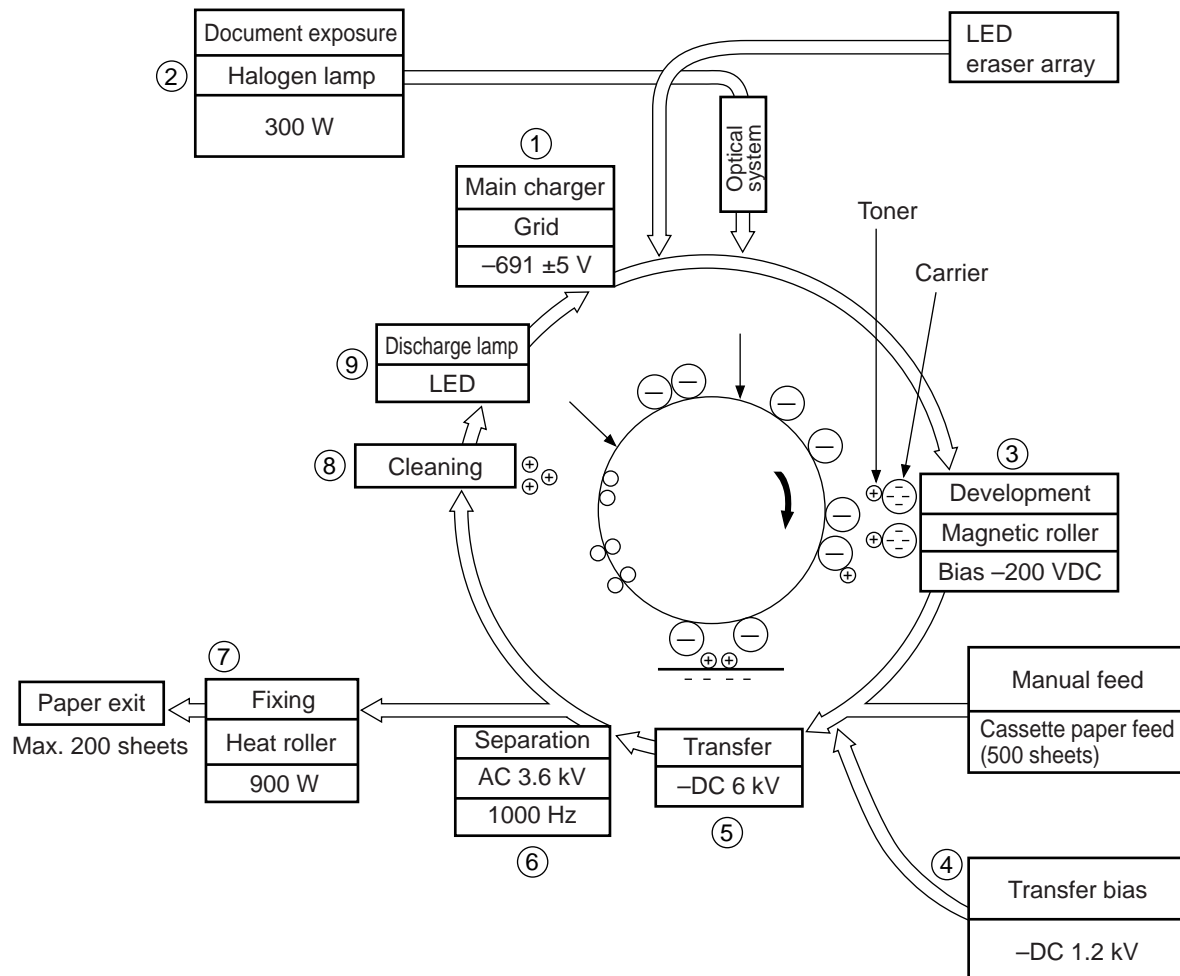 Document exposure
②
Halogen lamp
300 W
LED
eraser array
Optical
system
①
Main charger
Grid
–691 ±5 V
Toner
Carrier
⑨
Discharge lamp
LED
⑧
Cleaning
③
Development
Magnetic roller
Bias –200 VDC
⑦
Paper exit
Max. 200 sheets
Fixing
Heat roller
900 W
Separation
AC 3.6 kV
1000 Hz
⑥
Transfer
–DC 6 kV
⑤
Manual feed
Cassette paper feed
(500 sheets)
④
Transfer bias
–DC 1.2 kV